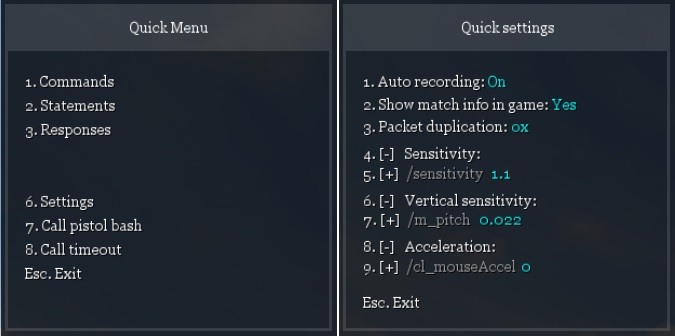 Quick Menu
1. Commands
2. Statements
3. Responses
6. Settings
7. Call pistol bash
8. Call timeout
Esc. Exit
Quick settings
1. Auto recording: On
2. Show match info in game: Yes
3. Packet duplication: 0x
4. [-] Sensitivity:
5. [+] /sensitivity 1.1
6. [-] Vertical sensitivity:
7. [+] /m_pitch 0.022
8. [-] Acceleration:
9. [+] /cl_mouseAccel 0
Esc. Exit